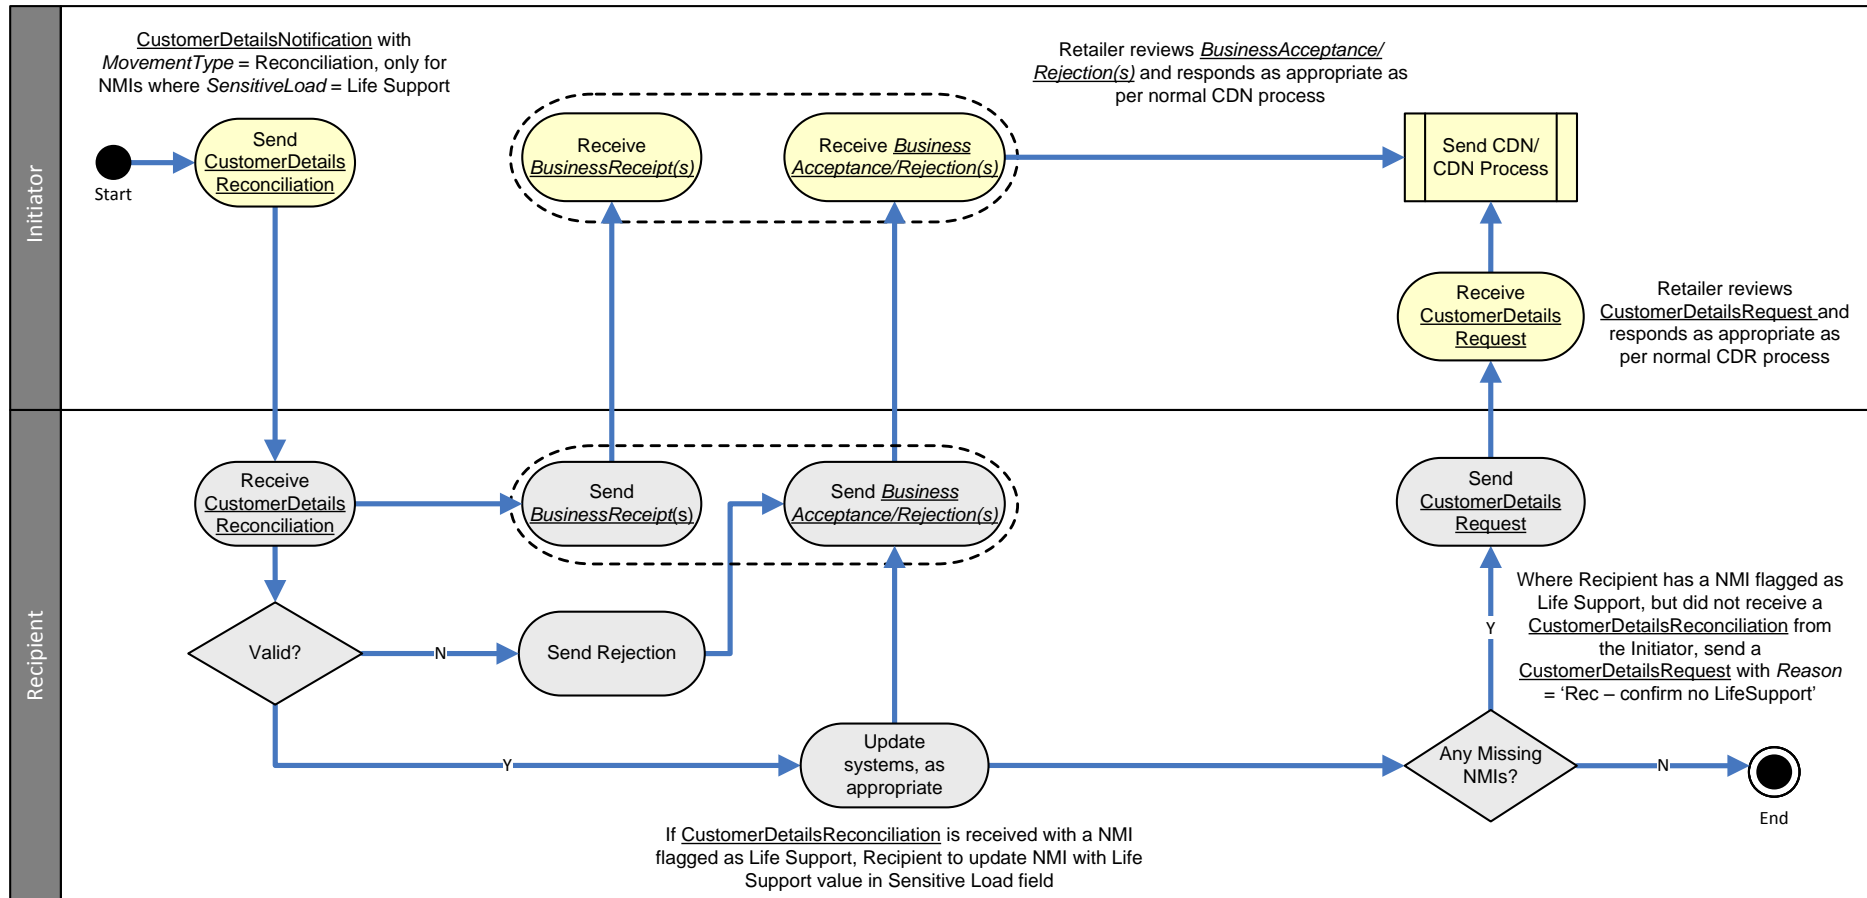 Initiator
CustomerDetailsNotification with
MovementType = Reconciliation, only for
NMIs where SensitiveLoad = Life Support
Start
Send
CustomerDetails
Reconciliation
Receive
BusinessReceipt(s)
Receive Business
Acceptance/Rejection(s)
Retailer reviews BusinessAcceptance/
Rejection(s) and responds as appropriate as
per normal CDN process
Send CDN/
CDN Process
Receive
CustomerDetails
Request
Retailer reviews
CustomerDetailsRequest and
responds as appropriate as
per normal CDR process
Recipient
Receive
CustomerDetails
Reconciliation
Send
BusinessReceipt(s)
Send Business
Acceptance/Rejection(s)
Send
CustomerDetails
Request
Valid?
N
Send Rejection
Y
Update
systems, as
appropriate
If CustomerDetailsReconciliation is received with a NMI
flagged as Life Support, Recipient to update NMI with Life
Support value in Sensitive Load field
Y
Where Recipient has a NMI flagged as
Life Support, but did not receive a
CustomerDetailsReconciliation from
the Initiator, send a
CustomerDetailsRequest with Reason
= ‘Rec – confirm no LifeSupport’
Any Missing
NMIs?
N
End